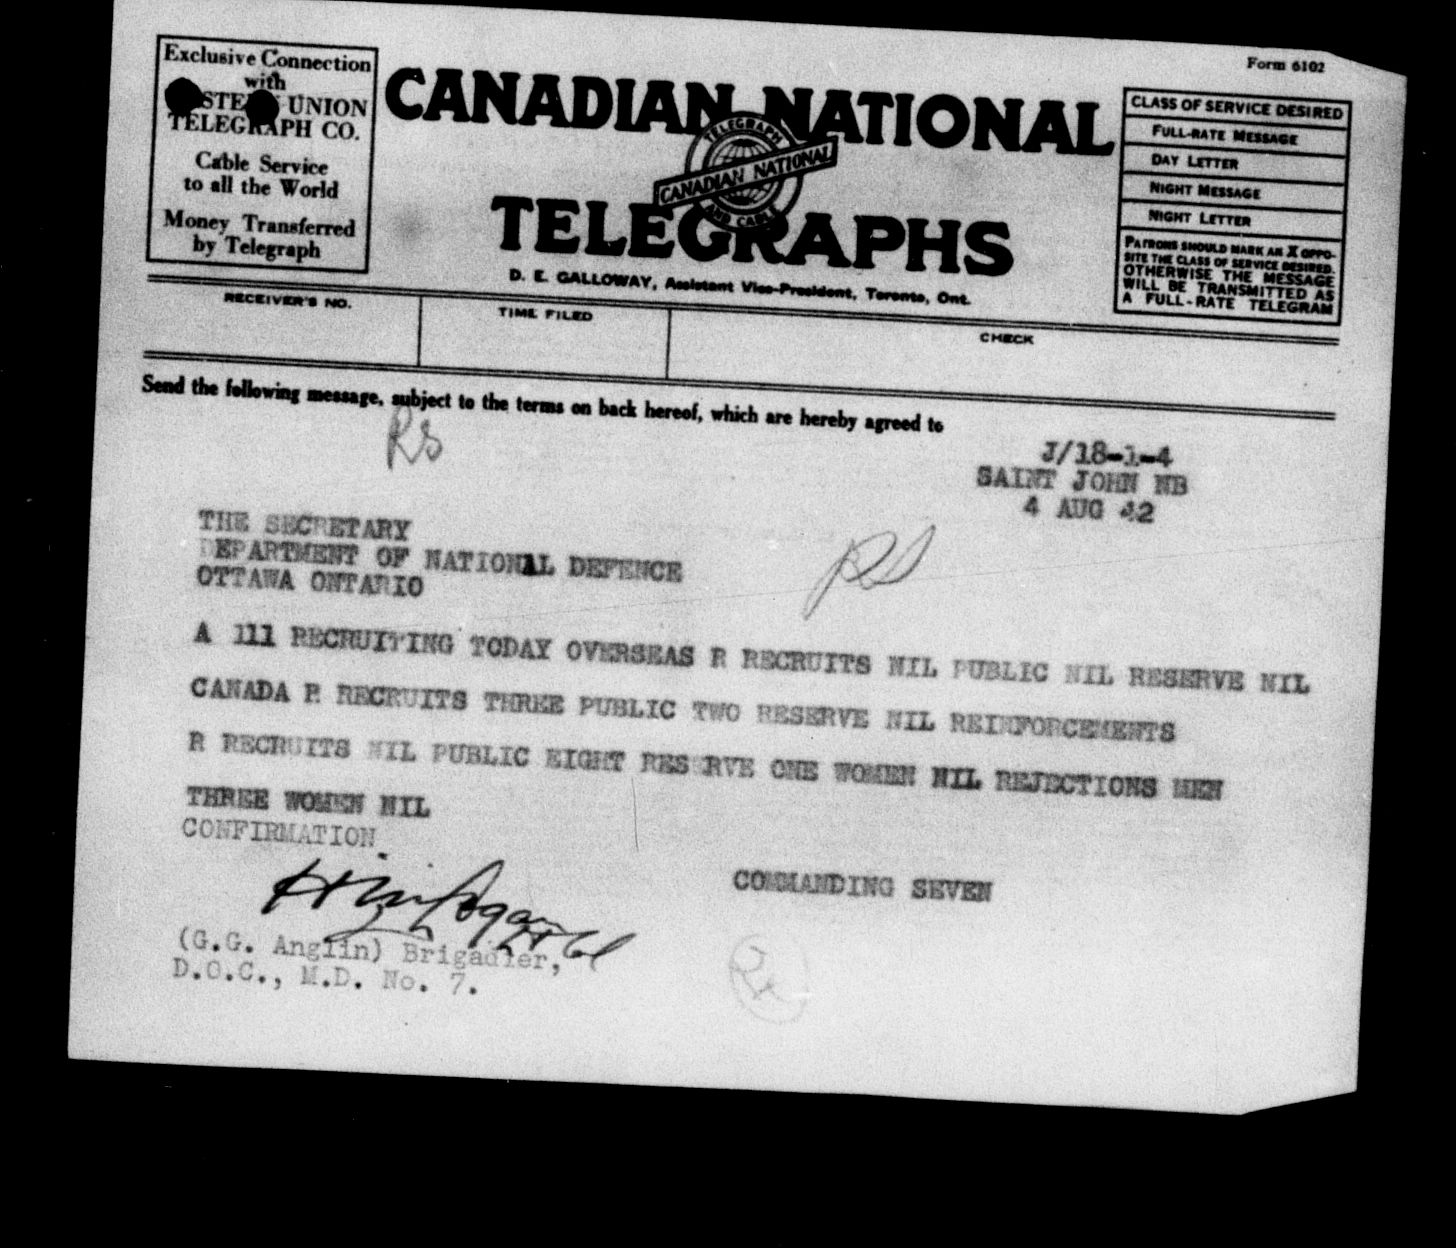 Form 6102
Exclusive Connection
with
UNION
TELEGRAPH CO.
Cable Service
to all the World
Money Transferred
by Telegraph
CANADIAN NATIONAL
TELEGRAPH
CANADIAN NATIONAL
AND CABLE
TELEGRAPHS
D. E. GALLOWAY, Assistant Vice-President, Toronto, Ont.
CLASS OF SERVICE DESIRED
FULL-RATE MESSAGE
DAY LETTER
NIGHT MESSAGE
NIGHT LETTER
PATRONS SHOULD MARK AN X OPPO-
SITE THE CLASS OF SERVICE DESIRED.
OTHERWISE THE MESSAGE
WILL BE TRANSMITTED AS
A FULL-RATE TELEGRAM
RECEIVER'S NO.
TIME FILED
CHECK
Send the following message, subject to the terms on back hereof, which are hereby agreed to
RS
J/18-1-4
SAINT JOHN NB
4 AUG 42
THE SECRETARY
DEPARTMENT OF NATIONAL DEFENCE
OTTAWA ONTARIO
RS
A 111 RECRUITING TODAY OVERSEAS R RECRUITS NIL PUBLIC NIL RESERVE NIL
CANADA R RECRUITS THREE PUBLIC TWO RESERVE NIL REINFORCEMENTS
R RECRUITS NIL PUBLIC EIGHT RESERVE ONE WOMEN NIL REJECTIONS MEN
THREE WOMEN NIL
CONFIRMATION
COMMANDING SEVEN
(G.G. Anglin) Brigadier,
D.O.C., M.D. No. 7.